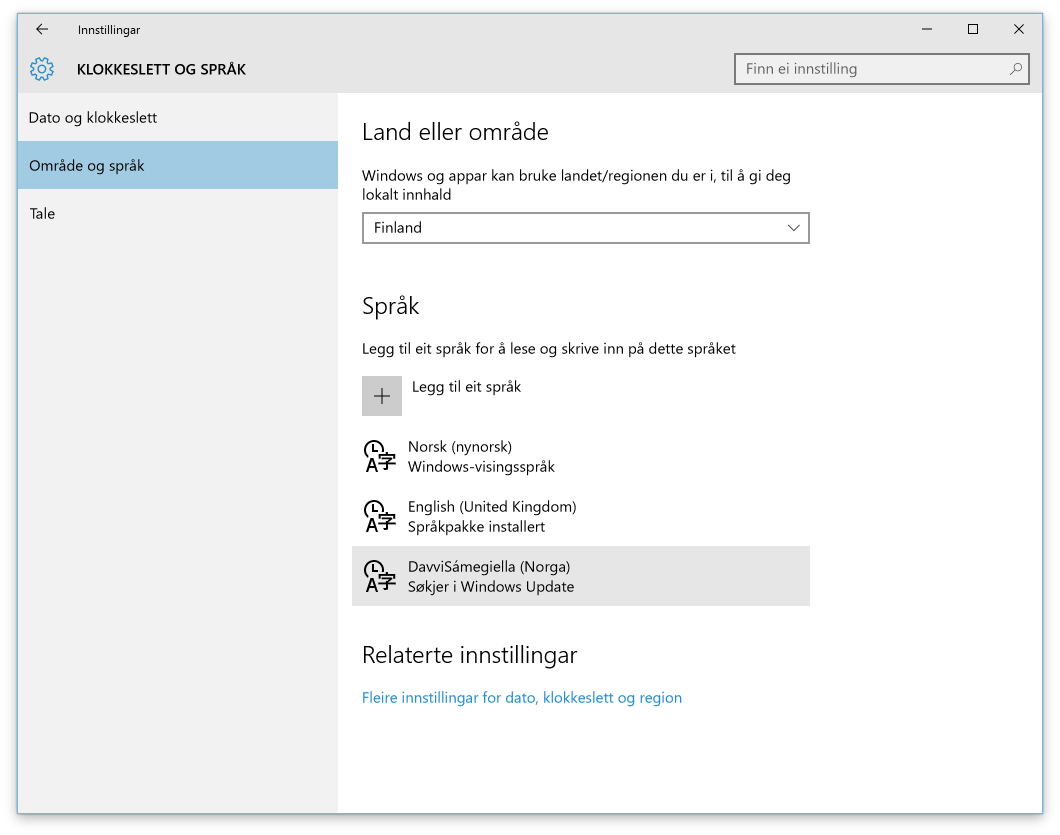 Innstillingar
KLOKKESLETT OG SPRÅK
Finn ei innstilling
Dato og klokkeslett
Område og språk
Tale
Land eller område
Windows og appar kan bruke landet/regionen du er i, til å gi deg
lokalt innhald
Finland
Språk
Legg til eit språk for å lese og skrive inn på dette språket
Legg til eit språk
Norsk (nynorsk)
Windows-visingsspråk
English (United Kingdom)
Språkpakke installert
DavviSámegiella (Norga)
Søkjer i Windows Update
Relaterte innstillingar
Fleire innstillingar for dato, klokkeslett og region